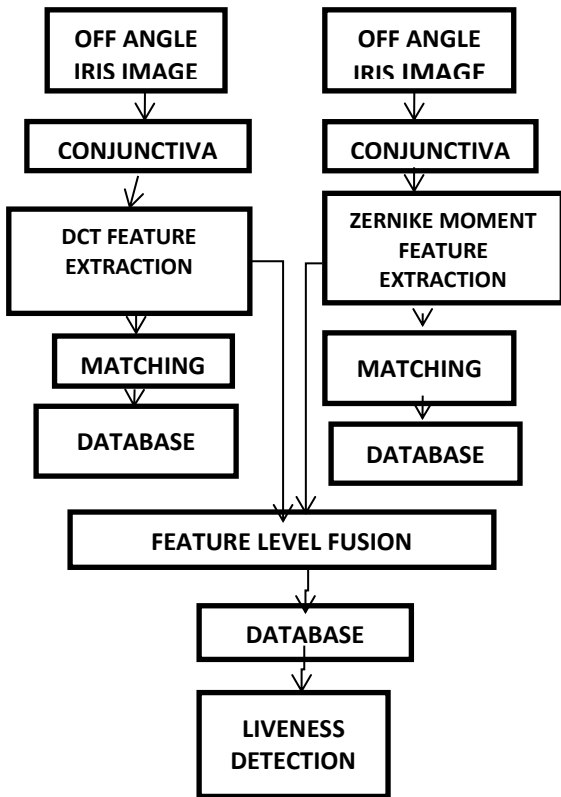 OFF ANGLE
IRIS IMAGE
OFF ANGLE
IRIS IMAGE
CONJUNCTIVA
CONJUNCTIVA
DCT FEATURE
EXTRACTION
ZERNIKE MOMENT
FEATURE
EXTRACTION
MATCHING
MATCHING
DATABASE
DATABASE
FEATURE LEVEL FUSION
DATABASE
LIVENESS
DETECTION